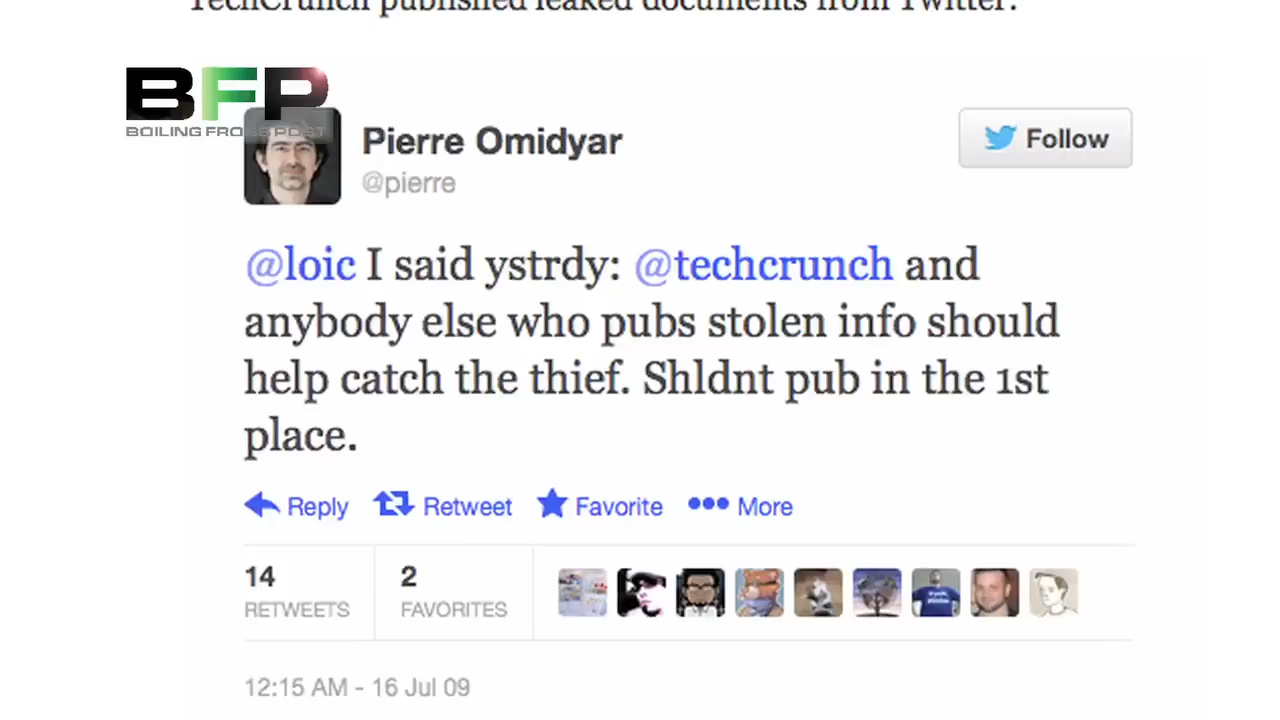 TechCrunch published leaked documents from Twitter.
BFP
BOILING FROGS POST
Pierre Omidyar
@pierre
Follow
@loic I said ystrdy: @techcrunch and
anybody else who pubs stolen info should
help catch the thief. Shldnt pub in the 1st
place.
Reply Retweet Favorite More
14 2
RETWEETS FAVORITES
12:15 AM - 16 Jul 09